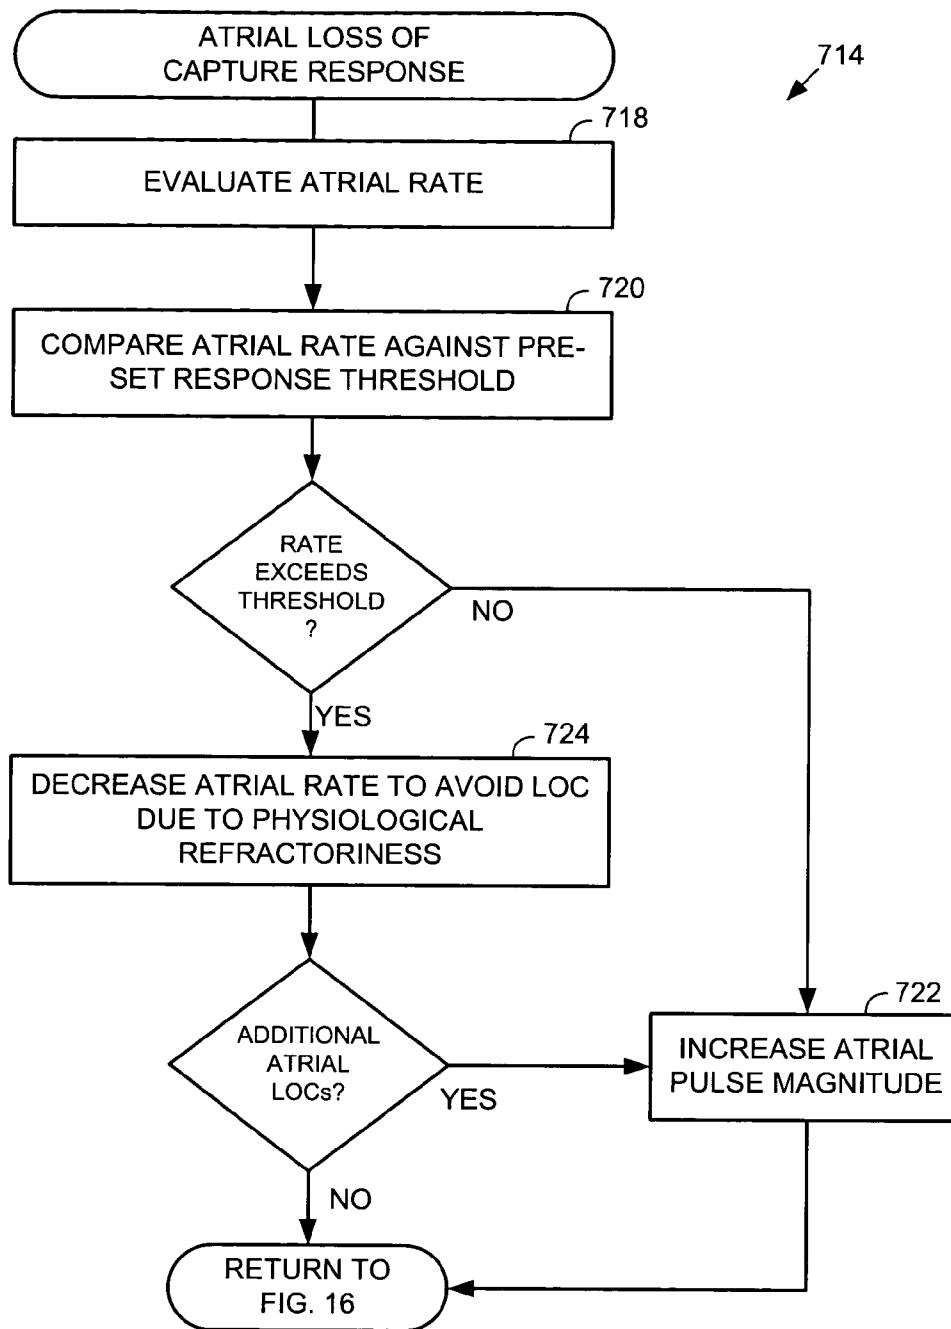 ATRIAL LOSS OF
CAPTURE RESPONSE
714
718
EVALUATE ATRIAL RATE
720
COMPARE ATRIAL RATE AGAINST PRE-
SET RESPONSE THRESHOLD
RATE
EXCEEDS
THRESHOLD
?
NO
YES
724
DECREASE ATRIAL RATE TO AVOID LOC
DUE TO PHYSIOLOGICAL
REFRACTORINESS
722
ADDITIONAL
ATRIAL
LOCs?
YES
INCREASE ATRIAL
PULSE MAGNITUDE
NO
RETURN TO
FIG. 16